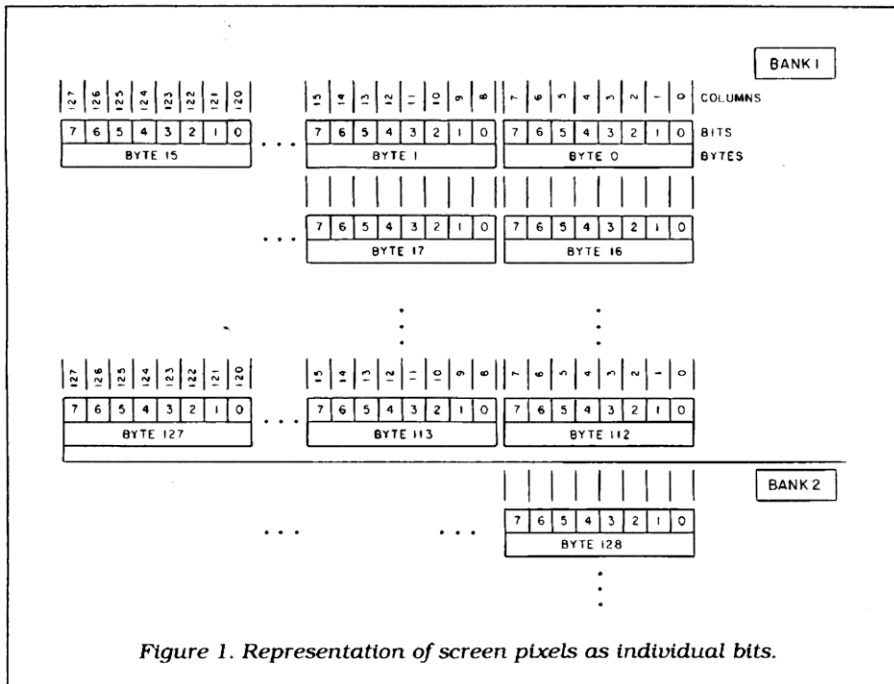 BANK 1
127 126 125 124 123 122 121 120 15 14 13 12 11 10 9 8 7 6 5 4 3 2 1 0 COLUMNS
7 6 5 4 3 2 1 0 ... 7 6 5 4 3 2 1 0 7 6 5 4 3 2 1 0 BITS
BYTE 15 BYTE 1 BYTE 0 BYTES
... 7 6 5 4 3 2 1 0 7 6 5 4 3 2 1 0
BYTE 17 BYTE 16
127 126 125 124 123 122 121 120 15 14 13 12 11 10 9 8 7 6 5 4 3 2 1 0
7 6 5 4 3 2 1 0 ... 7 6 5 4 3 2 1 0 7 6 5 4 3 2 1 0
BYTE 127 BYTE 113 BYTE 112
BANK 2
... ... 7 6 5 4 3 2 1 0
BYTE 128
Figure 1. Representation of screen pixels as individual bits.